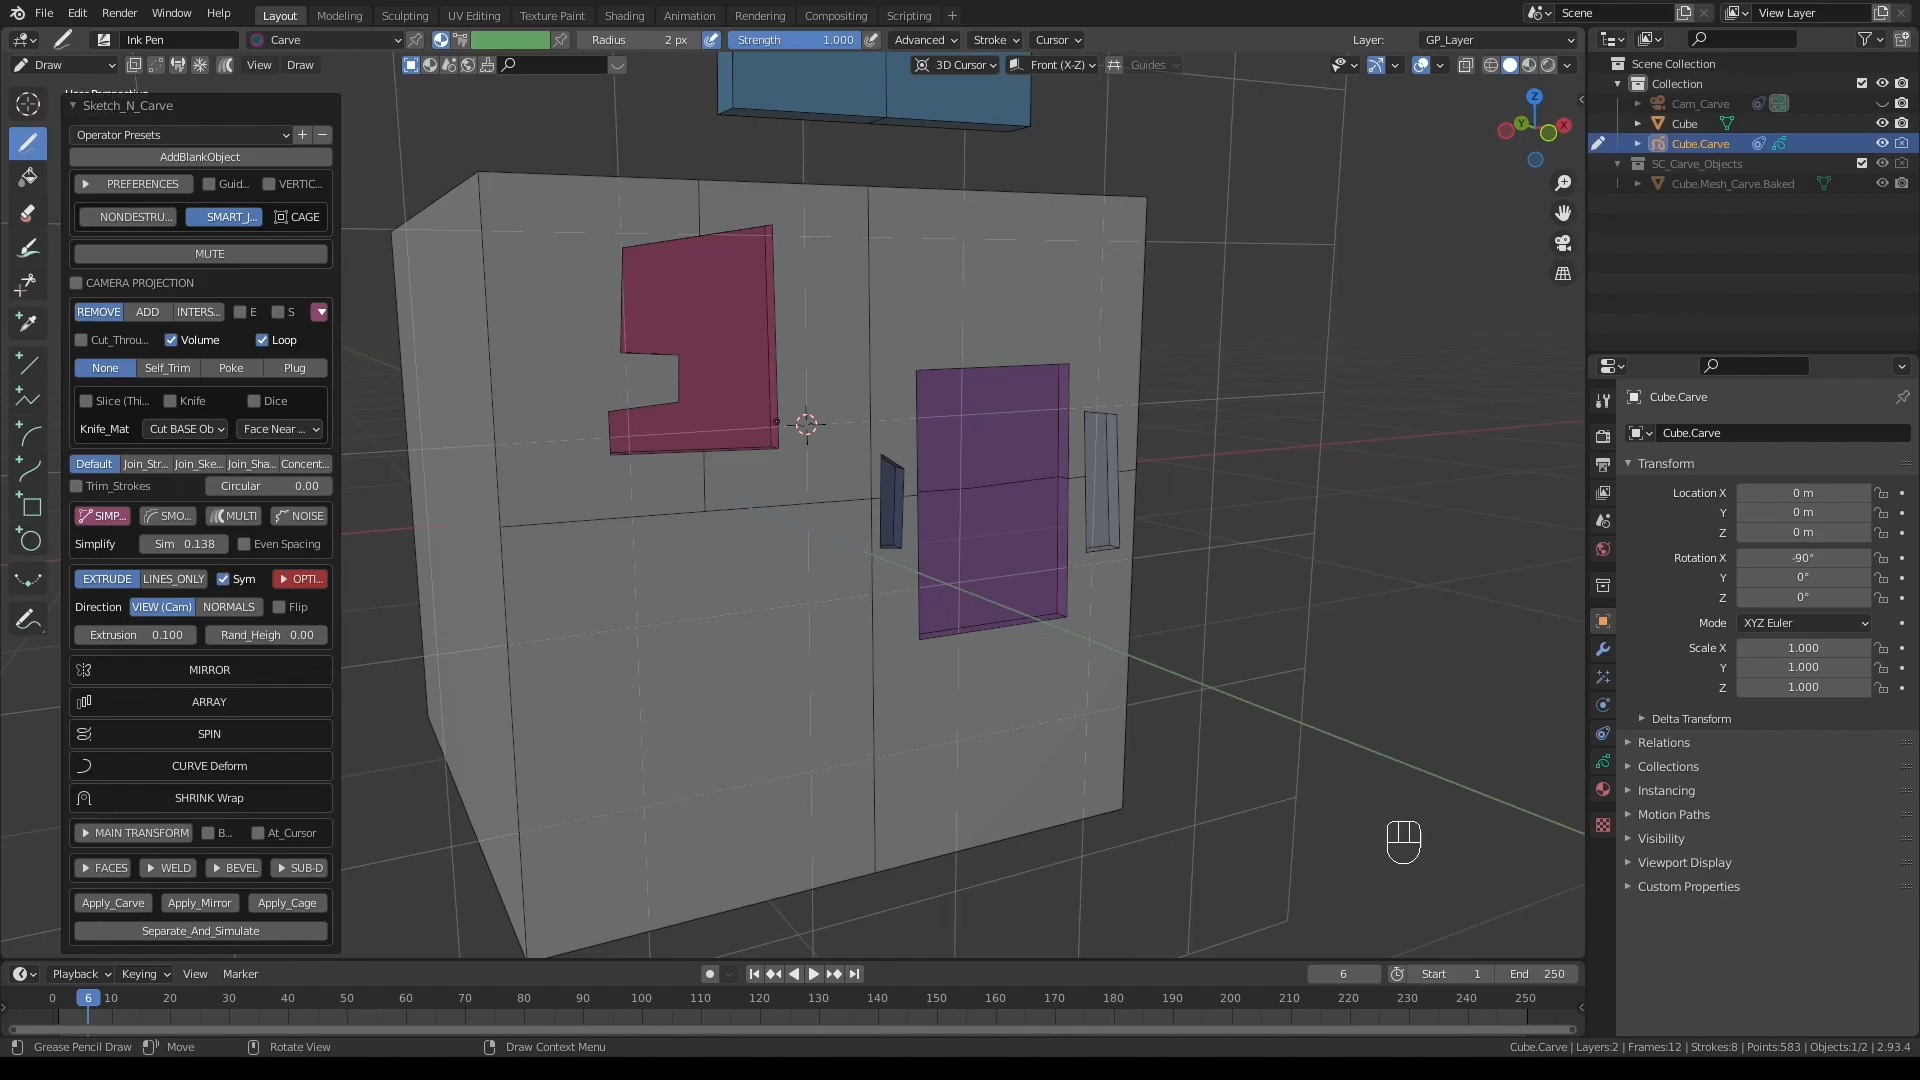 File Edit Render Window Help Layout Modeling Sculpting UV Editing Texture Paint Shading Animation Rendering Compositing Scripting + Scene View Layer
Ink Pen Carve Radius 2 px Strength 1.000 Advanced Stroke Cursor Layer: GP_Layer
Draw View Draw 3D Cursor Front (X-Z) Guides
Scene Collection
Collection
Cam_Carve
Cube
Cube.Carve
SC_Carve_Objects
Cube.Mesh_Carve.Baked
Sketch_N_Carve
Operator Presets
AddBlankObject
PREFERENCES Guid... VERTIC...
NONDESTRU... SMART_J... CAGE
MUTE
CAMERA PROJECTION
REMOVE ADD INTERS... E S
Cut_Throu... Volume Loop
None Self_Trim Poke Plug
Slice (Thi... Knife Dice
Knife_Mat Cut BASE Ob Face Near ...
Default Join_Str... Join_Ske... Join_Sha... Concent...
Trim_Strokes Circular 0.00
SIMP... SMO... MULTI NOISE
Simplify Sim 0.138 Even Spacing
EXTRUDE LINES_ONLY Sym OPTI...
Direction VIEW (Cam) NORMALS Flip
Extrusion 0.100 Rand_Heigh 0.00
MIRROR
ARRAY
SPIN
CURVE Deform
SHRINK Wrap
MAIN TRANSFORM B... At_Cursor
FACES WELD BEVEL SUB-D
Apply_Carve Apply_Mirror Apply_Cage
Separate_And_Simulate
Z
Y
X
Cube.Carve
Cube.Carve
Transform
Location X 0 m
Y 0 m
Z 0 m
Rotation X -90°
Y 0°
Z 0°
Mode XYZ Euler
Scale X 1.000
Y 1.000
Z 1.000
Delta Transform
Relations
Collections
Instancing
Motion Paths
Visibility
Viewport Display
Custom Properties
Playback Keying View Marker 6 Start 1 End 250
0 6 10 20 30 40 50 60 70 80 90 100 110 120 130 140 150 160 170 180 190 200 210 220 230 240 250
Grease Pencil Draw Move Rotate View Draw Context Menu Cube.Carve | Layers:2 | Frames:12 | Strokes:8 | Points:583 | Objects:1/2 | 2.93.4